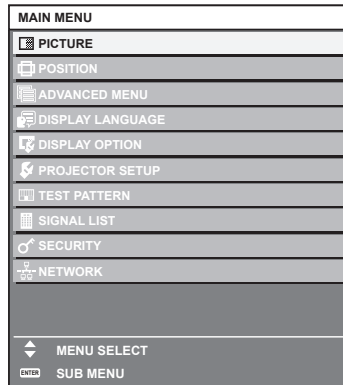 MAIN MENU
PICTURE
POSITION
ADVANCED MENU
DISPLAY LANGUAGE
DISPLAY OPTION
PROJECTOR SETUP
TEST PATTERN
SIGNAL LIST
SECURITY
NETWORK
MENU SELECT
ENTER SUB MENU